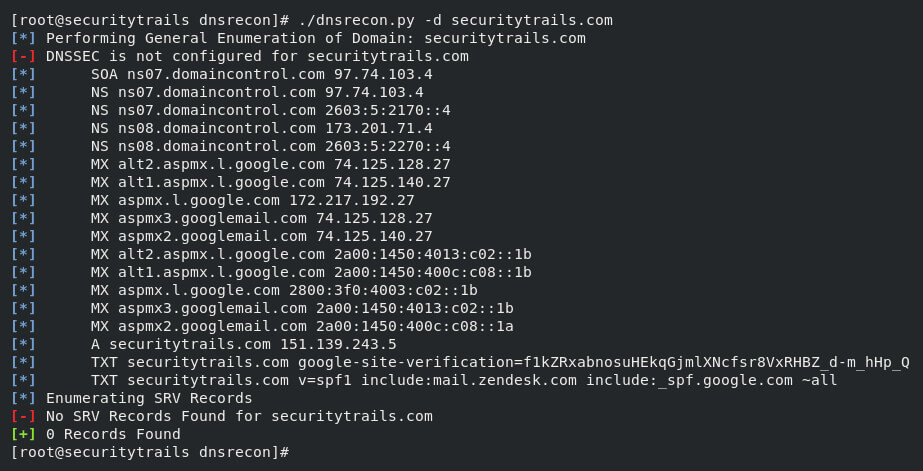 [root@securitytrails dnsrecon]# ./dnsrecon.py -d securitytrails.com
[*] Performing General Enumeration of Domain: securitytrails.com
[-] DNSSEC is not configured for securitytrails.com
[*] SOA ns07.domaincontrol.com 97.74.103.4
[*] NS ns07.domaincontrol.com 97.74.103.4
[*] NS ns07.domaincontrol.com 2603:5:2170::4
[*] NS ns08.domaincontrol.com 173.201.71.4
[*] NS ns08.domaincontrol.com 2603:5:2270::4
[*] MX alt2.aspmx.l.google.com 74.125.128.27
[*] MX alt1.aspmx.l.google.com 74.125.140.27
[*] MX aspmx.l.google.com 172.217.192.27
[*] MX aspmx3.googlemail.com 74.125.128.27
[*] MX aspmx2.googlemail.com 74.125.140.27
[*] MX alt2.aspmx.l.google.com 2a00:1450:4013:c02::1b
[*] MX alt1.aspmx.l.google.com 2a00:1450:400c:c08::1b
[*] MX aspmx.l.google.com 2800:3f0:4003:c02::1b
[*] MX aspmx3.googlemail.com 2a00:1450:4013:c02::1b
[*] MX aspmx2.googlemail.com 2a00:1450:400c:c08::1a
[*] A securitytrails.com 151.139.243.5
[*] TXT securitytrails.com google-site-verification=f1kZRxabnosuHEkqGjmlXNcfsr8VxRHBZ_d-m_hHp_Q
[*] TXT securitytrails.com v=spf1 include:mail.zendesk.com include:_spf.google.com ~all
[*] Enumerating SRV Records
[-] No SRV Records Found for securitytrails.com
[+] 0 Records Found
[root@securitytrails dnsrecon]#